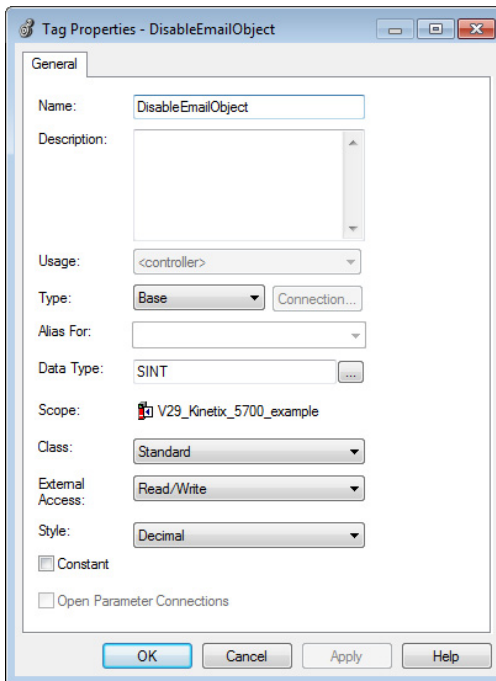 Tag Properties - DisableEmailObject
General
Name: DisableEmailObject
Description:
Usage: <controller>
Type: Base Connection...
Alias For:
Data Type: SINT ...
Scope: V29_Kinetix_5700_example
Class: Standard
External
Access: Read/Write
Style: Decimal
Constant
Open Parameter Connections
OK Cancel Apply Help